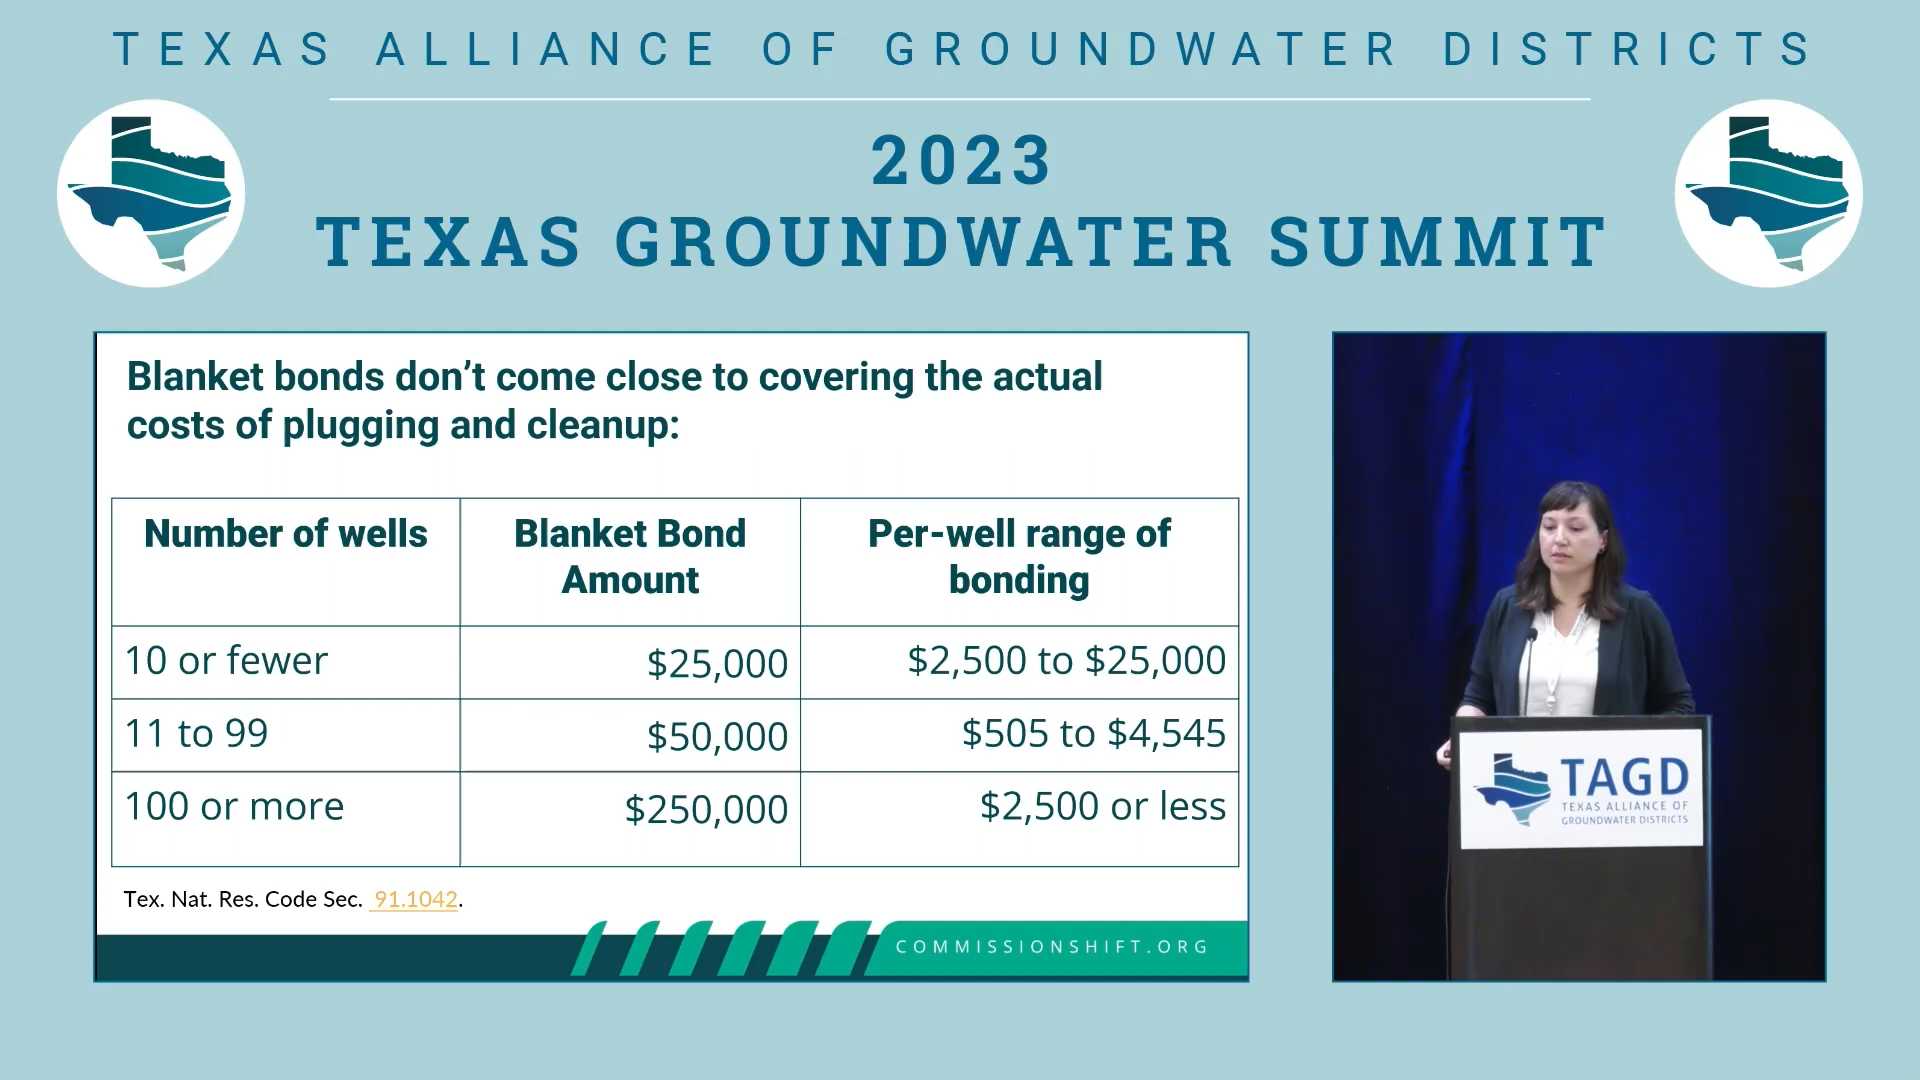 TEXAS ALLIANCE OF GROUNDWATER DISTRICTS
2023
TEXAS GROUNDWATER SUMMIT
Blanket bonds don’t come close to covering the actual
costs of plugging and cleanup:
Number of wells
Blanket Bond
Amount
Per-well range of
bonding
10 or fewer
$25,000
$2,500 to $25,000
11 to 99
$50,000
$505 to $4,545
100 or more
$250,000
$2,500 or less
Tex. Nat. Res. Code Sec. 91.1042.
COMMISSIONSHIFT.ORG
TAGD
TEXAS ALLIANCE OF
GROUNDWATER DISTRICTS